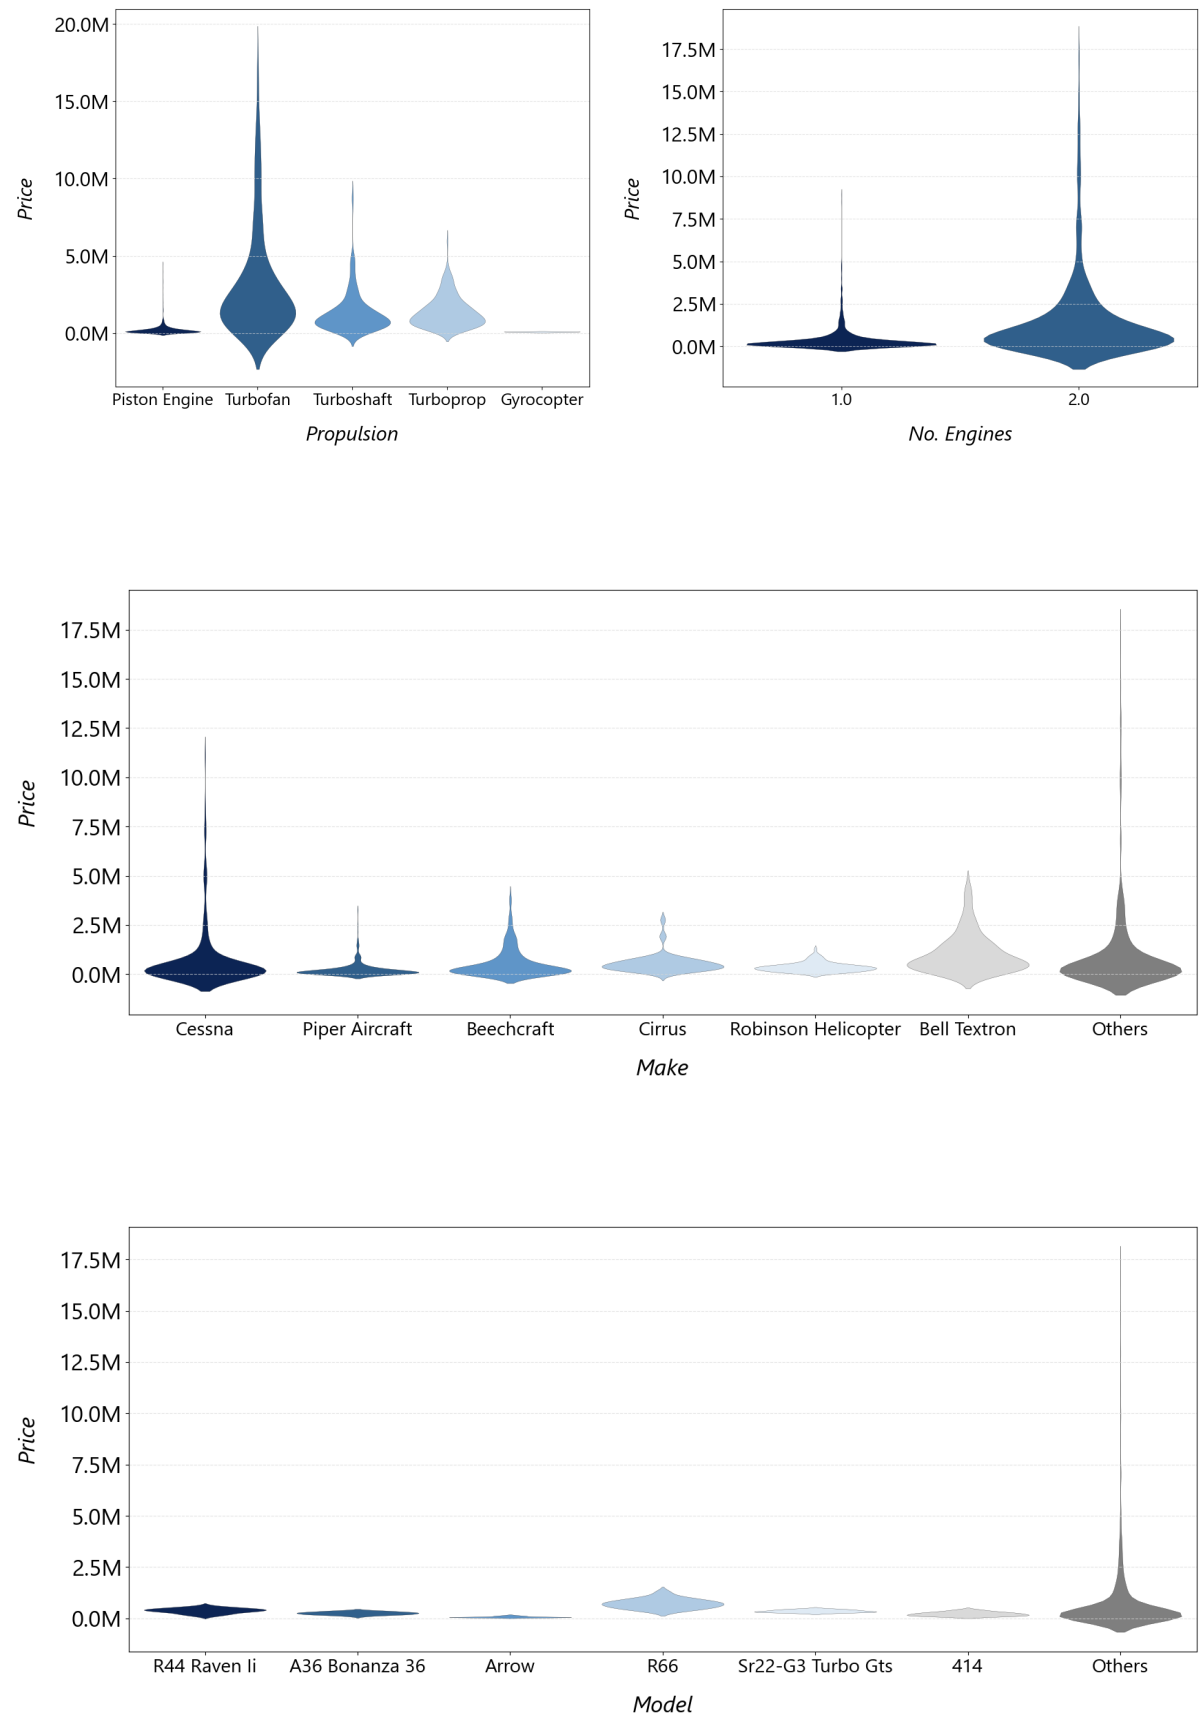 20.0M
15.0M
10.0M
5.0M
0.0M
Price
Piston Engine Turbofan Turboshaft Turboprop Gyrocopter
Propulsion
17.5M
15.0M
12.5M
10.0M
7.5M
5.0M
2.5M
0.0M
Price
1.0 2.0
No. Engines
17.5M
15.0M
12.5M
10.0M
7.5M
5.0M
2.5M
0.0M
Price
Cessna Piper Aircraft Beechcraft Cirrus Robinson Helicopter Bell Textron Others
Make
17.5M
15.0M
12.5M
10.0M
7.5M
5.0M
2.5M
0.0M
Price
R44 Raven Ii A36 Bonanza 36 Arrow R66 Sr22-G3 Turbo Gts 414 Others
Model